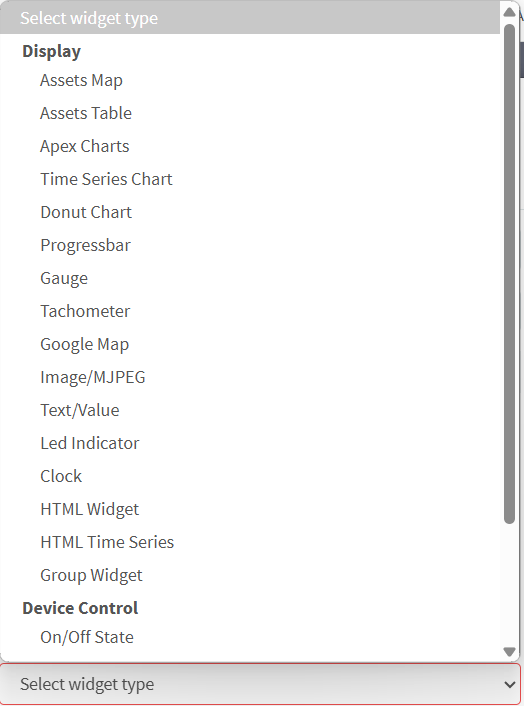 Select widget type
Display
Assets Map
Assets Table
Apex Charts
Time Series Chart
Donut Chart
Progressbar
Gauge
Tachometer
Google Map
Image/MJPEG
Text/Value
Led Indicator
Clock
HTML Widget
HTML Time Series
Group Widget
Device Control
On/Off State
Select widget type